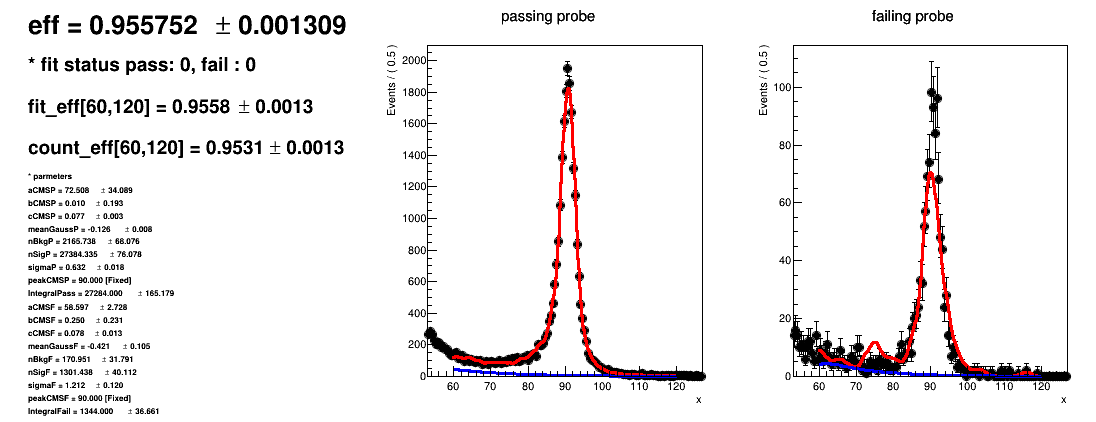 eff = 0.955752 ± 0.001309
* fit status pass: 0, fail : 0
fit_eff[60,120] = 0.9558 ± 0.0013
count_eff[60,120] = 0.9531 ± 0.0013
* parmeters
aCMSP = 72.508 ± 34.089
bCMSP = 0.010 ± 0.193
cCMSP = 0.077 ± 0.003
meanGaussP = -0.126 ± 0.008
nBkgP = 2165.738 ± 68.076
nSigP = 27384.335 ± 76.078
sigmaP = 0.632 ± 0.018
peakCMSP = 90.000 [Fixed]
IntegralPass = 27284.000 ± 165.179
aCMSF = 58.597 ± 2.728
bCMSF = 0.250 ± 0.231
cCMSF = 0.078 ± 0.013
meanGaussF = -0.421 ± 0.105
nBkgF = 170.951 ± 31.791
nSigF = 1301.438 ± 40.112
sigmaF = 1.212 ± 0.120
peakCMSF = 90.000 [Fixed]
IntegralFail = 1344.000 ± 36.661
passing probe
Events / ( 0.5 )
2000
1800
1600
1400
1200
1000
800
600
400
200
0
60 70 80 90 100 110 120
x
failing probe
Events / ( 0.5 )
100
80
60
40
20
0
60 70 80 90 100 110 120
x